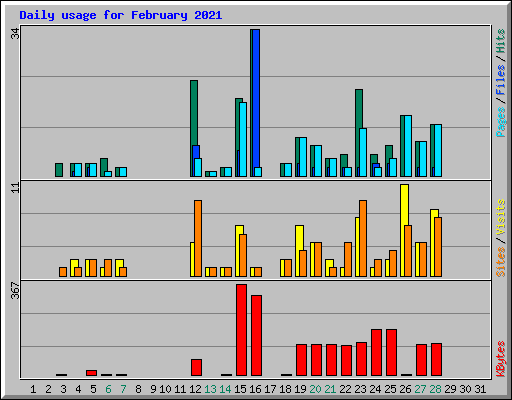 Daily usage for February 2021
34
11
367
Pages / Files / Hits
Sites / Visits
KBytes
1 2 3 4 5 6 7 8 9 10 11 12 13 14 15 16 17 18 19 20 21 22 23 24 25 26 27 28 29 30 31